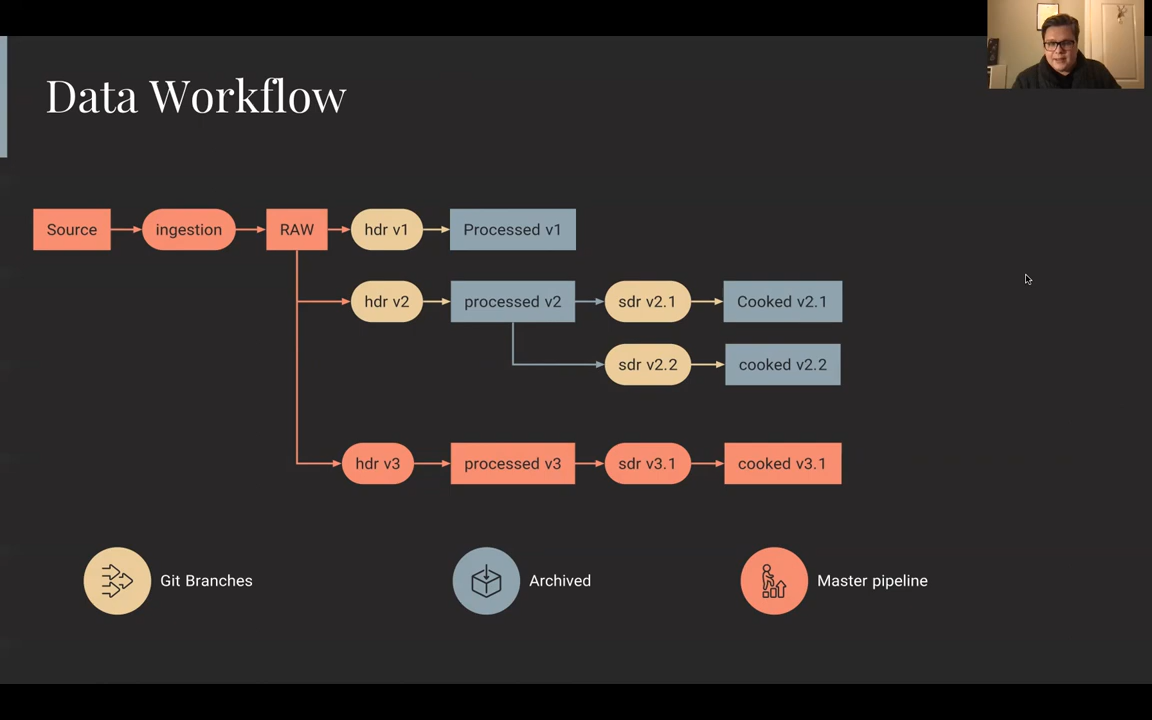 Data Workflow
Source
ingestion
RAW
hdr v1
Processed v1
hdr v2
processed v2
sdr v2.1
Cooked v2.1
sdr v2.2
cooked v2.2
hdr v3
processed v3
sdr v3.1
cooked v3.1
Git Branches
Archived
Master pipeline